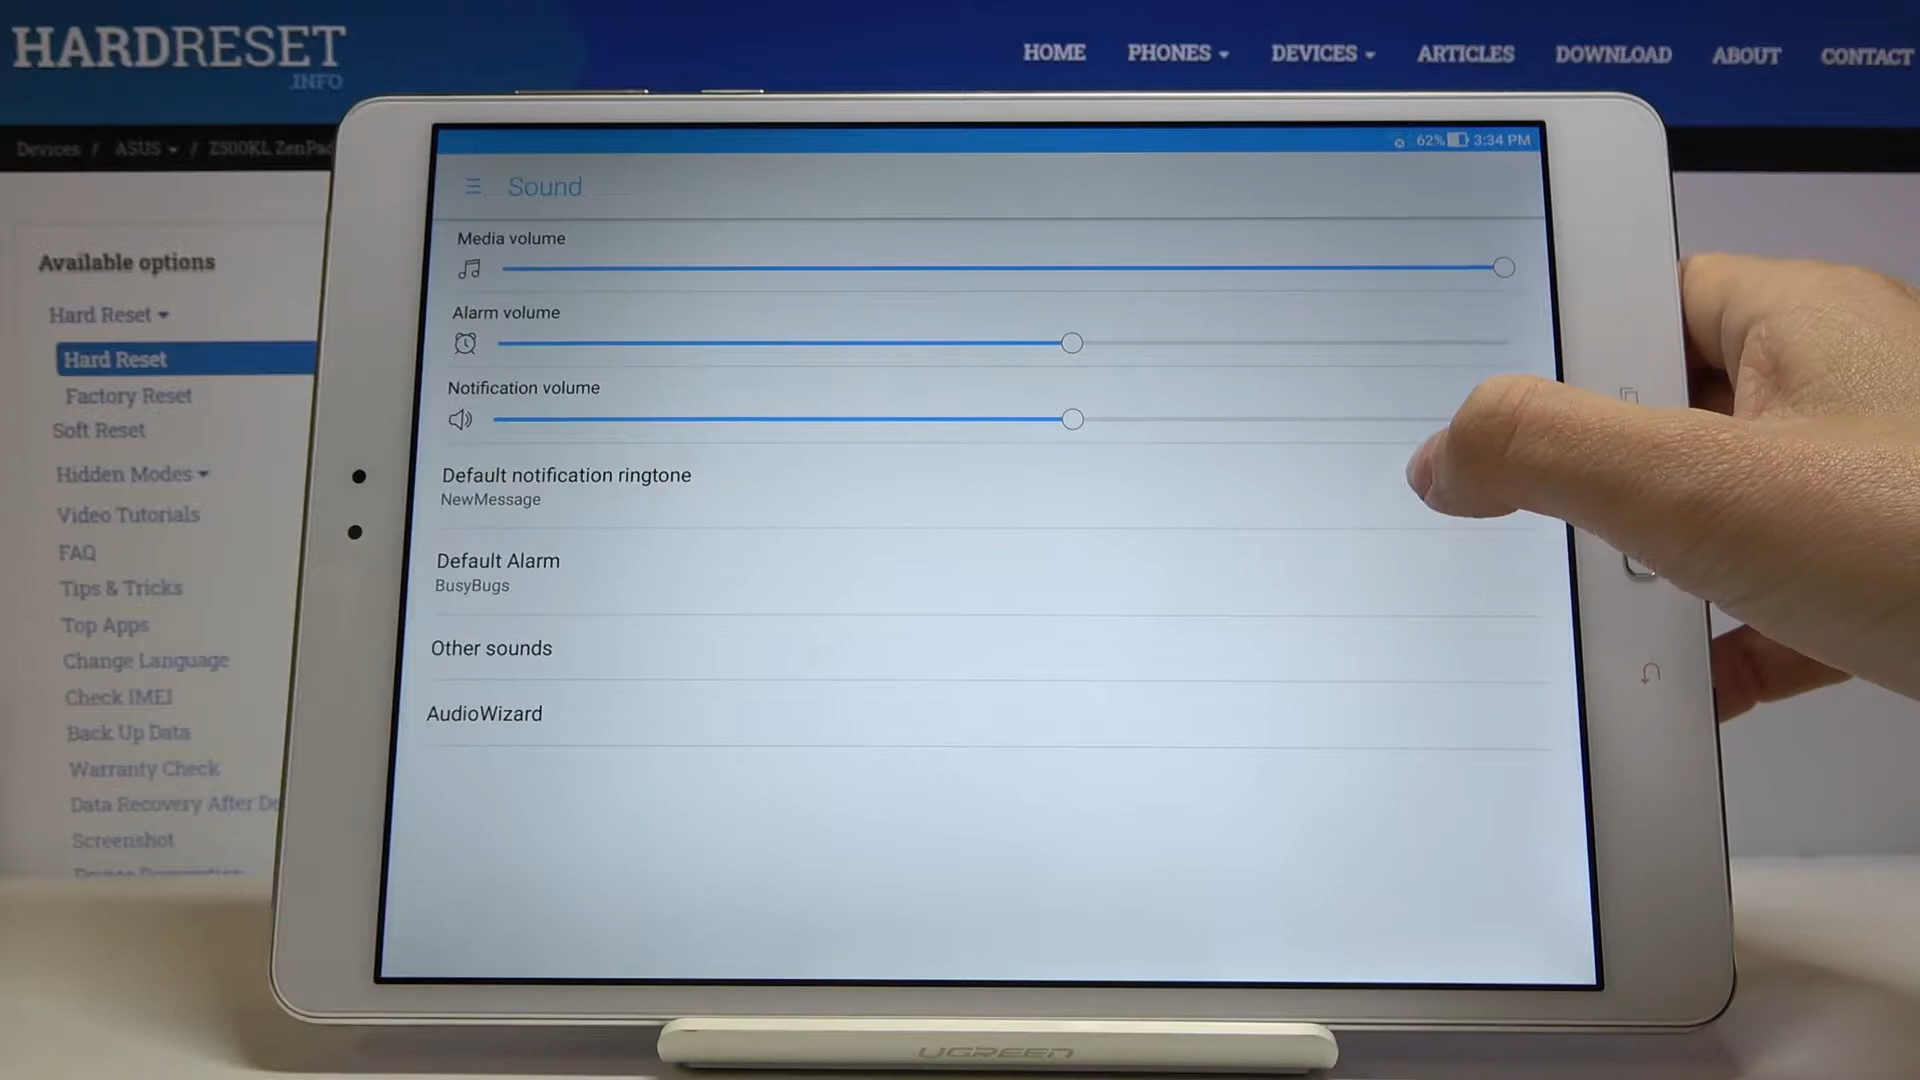 HARDRESET
.INFO
HOME
PHONES
DEVICES
ARTICLES
DOWNLOAD
ABOUT
CONTACT
Devices / ASUS / Z500KL ZenPad
Available options
Hard Reset
Hard Reset
Factory Reset
Soft Reset
Hidden Modes
Video Tutorials
FAQ
Tips & Tricks
Top Apps
Change Language
Check IMEI
Back Up Data
Warranty Check
Data Recovery After De
Screenshot
62% 3:34 PM
Sound
Media volume
Alarm volume
Notification volume
Default notification ringtone
NewMessage
Default Alarm
BusyBugs
Other sounds
AudioWizard
UGREEN